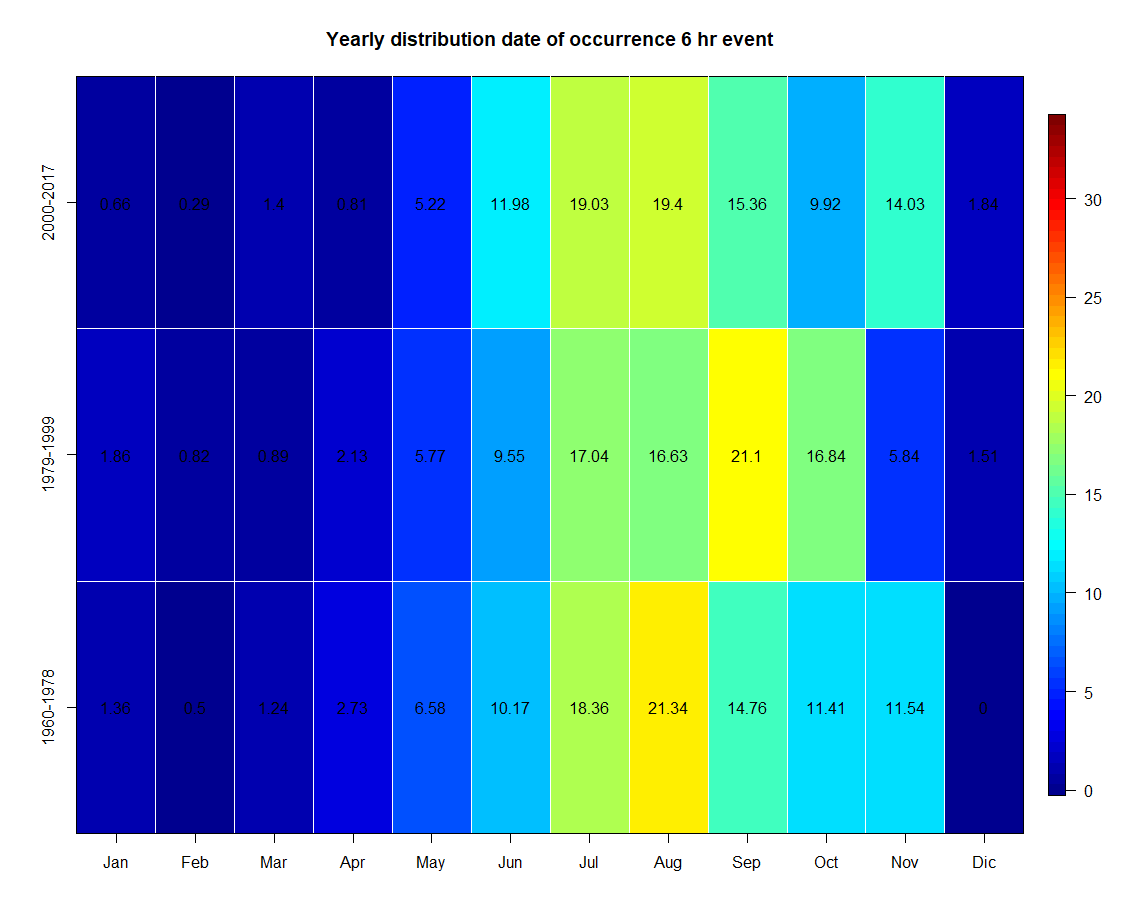 Yearly distribution date of occurrence 6 hr event
2000-2017
0.66 0.29 1.4 0.81 5.22 11.98 19.03 19.4 15.36 9.92 14.03 1.84
1979-1999
1.86 0.82 0.89 2.13 5.77 9.55 17.04 16.63 21.1 16.84 5.84 1.51
1960-1978
1.36 0.5 1.24 2.73 6.58 10.17 18.36 21.34 14.76 11.41 11.54 0
Jan Feb Mar Apr May Jun Jul Aug Sep Oct Nov Dic
30
25
20
15
10
5
0